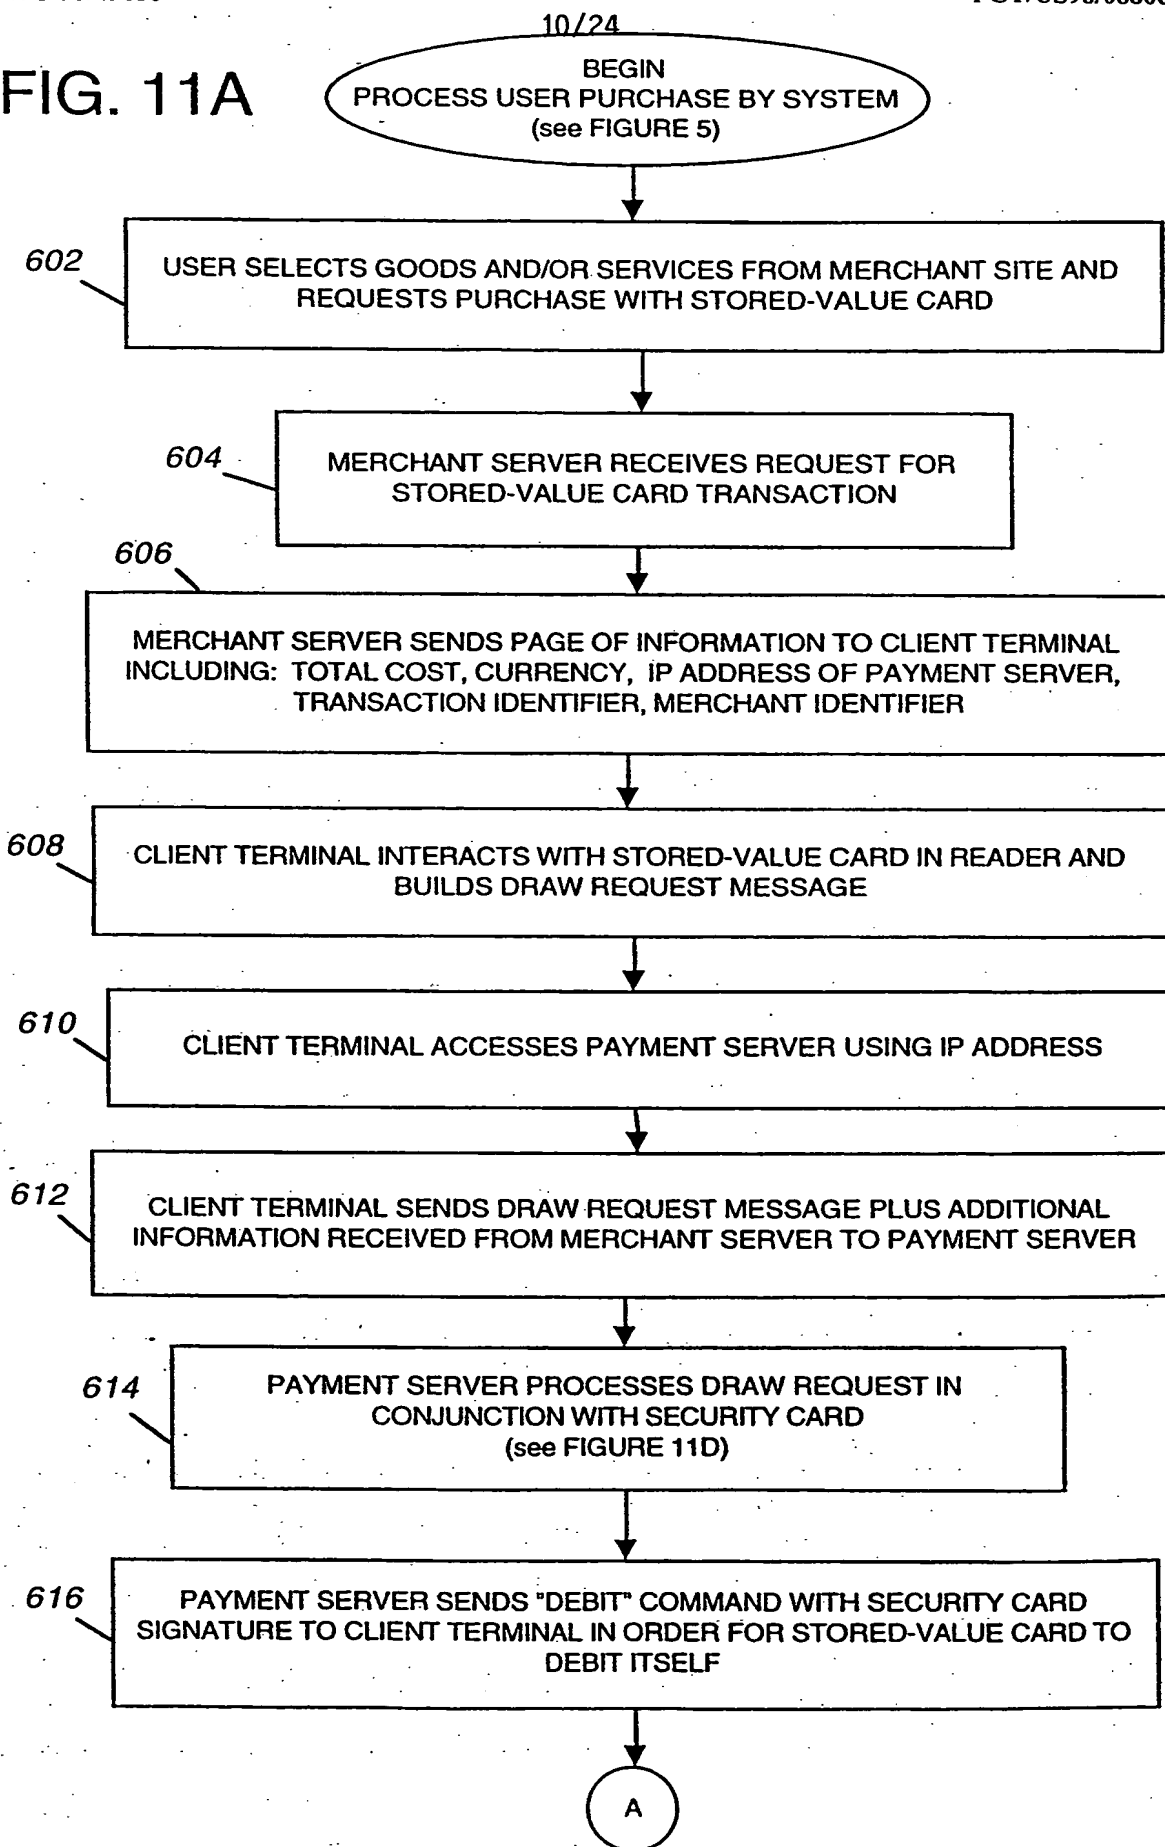 10/24
FIG. 11A
BEGIN
PROCESS USER PURCHASE BY SYSTEM
(see FIGURE 5)
602
USER SELECTS GOODS AND/OR SERVICES FROM MERCHANT SITE AND
REQUESTS PURCHASE WITH STORED-VALUE CARD
604
MERCHANT SERVER RECEIVES REQUEST FOR
STORED-VALUE CARD TRANSACTION
606
MERCHANT SERVER SENDS PAGE OF INFORMATION TO CLIENT TERMINAL
INCLUDING: TOTAL COST, CURRENCY, IP ADDRESS OF PAYMENT SERVER,
TRANSACTION IDENTIFIER, MERCHANT IDENTIFIER
608
CLIENT TERMINAL INTERACTS WITH STORED-VALUE CARD IN READER AND
BUILDS DRAW REQUEST MESSAGE
610
CLIENT TERMINAL ACCESSES PAYMENT SERVER USING IP ADDRESS
612
CLIENT TERMINAL SENDS DRAW REQUEST MESSAGE PLUS ADDITIONAL
INFORMATION RECEIVED FROM MERCHANT SERVER TO PAYMENT SERVER
614
PAYMENT SERVER PROCESSES DRAW REQUEST IN
CONJUNCTION WITH SECURITY CARD
(see FIGURE 11D)
616
PAYMENT SERVER SENDS "DEBIT" COMMAND WITH SECURITY CARD
SIGNATURE TO CLIENT TERMINAL IN ORDER FOR STORED-VALUE CARD TO
DEBIT ITSELF
A